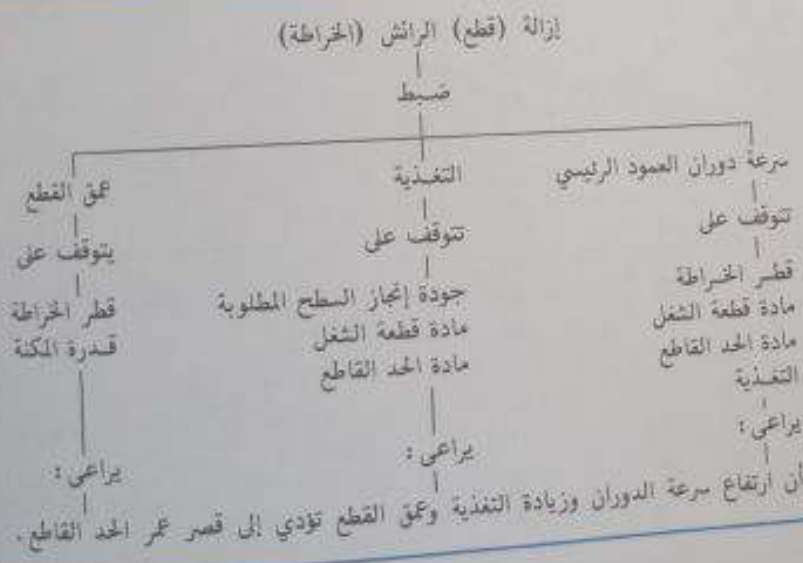 إزالة (قطع) الرائش (الخراطة)
ضبط
سرعة دوران العمود الرئيسي
تتوقف على
قطر الخراطة
مادة قطعة الشغل
مادة الحد القاطع
التغذية
يراعى :
التغذية
تتوقف على
جودة إنجاز السطح المطلوبة
مادة قطعة الشغل
مادة الحد القاطع
يراعى :
عمق القطع
يتوقف على
قطر الخراطة
قدرة المكنة
يراعى :
أن ارتفاع سرعة الدوران وزيادة التغذية وعمق القطع تؤدي إلى قصر عمر الحد القاطع .